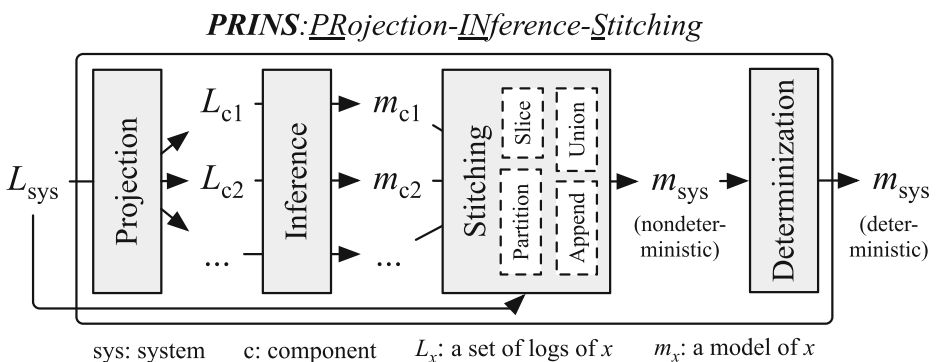 PRINS:PRojection-INference-Stitching
L_sys
Projection
L_c1
L_c2
...
Inference
m_c1
m_c2
...
Stitching
Slice
Union
Partition
Append
m_sys
(nondeter-
ministic)
Determinization
m_sys
(deter-
ministic)
sys: system c: component L_x: a set of logs of x m_x: a model of x